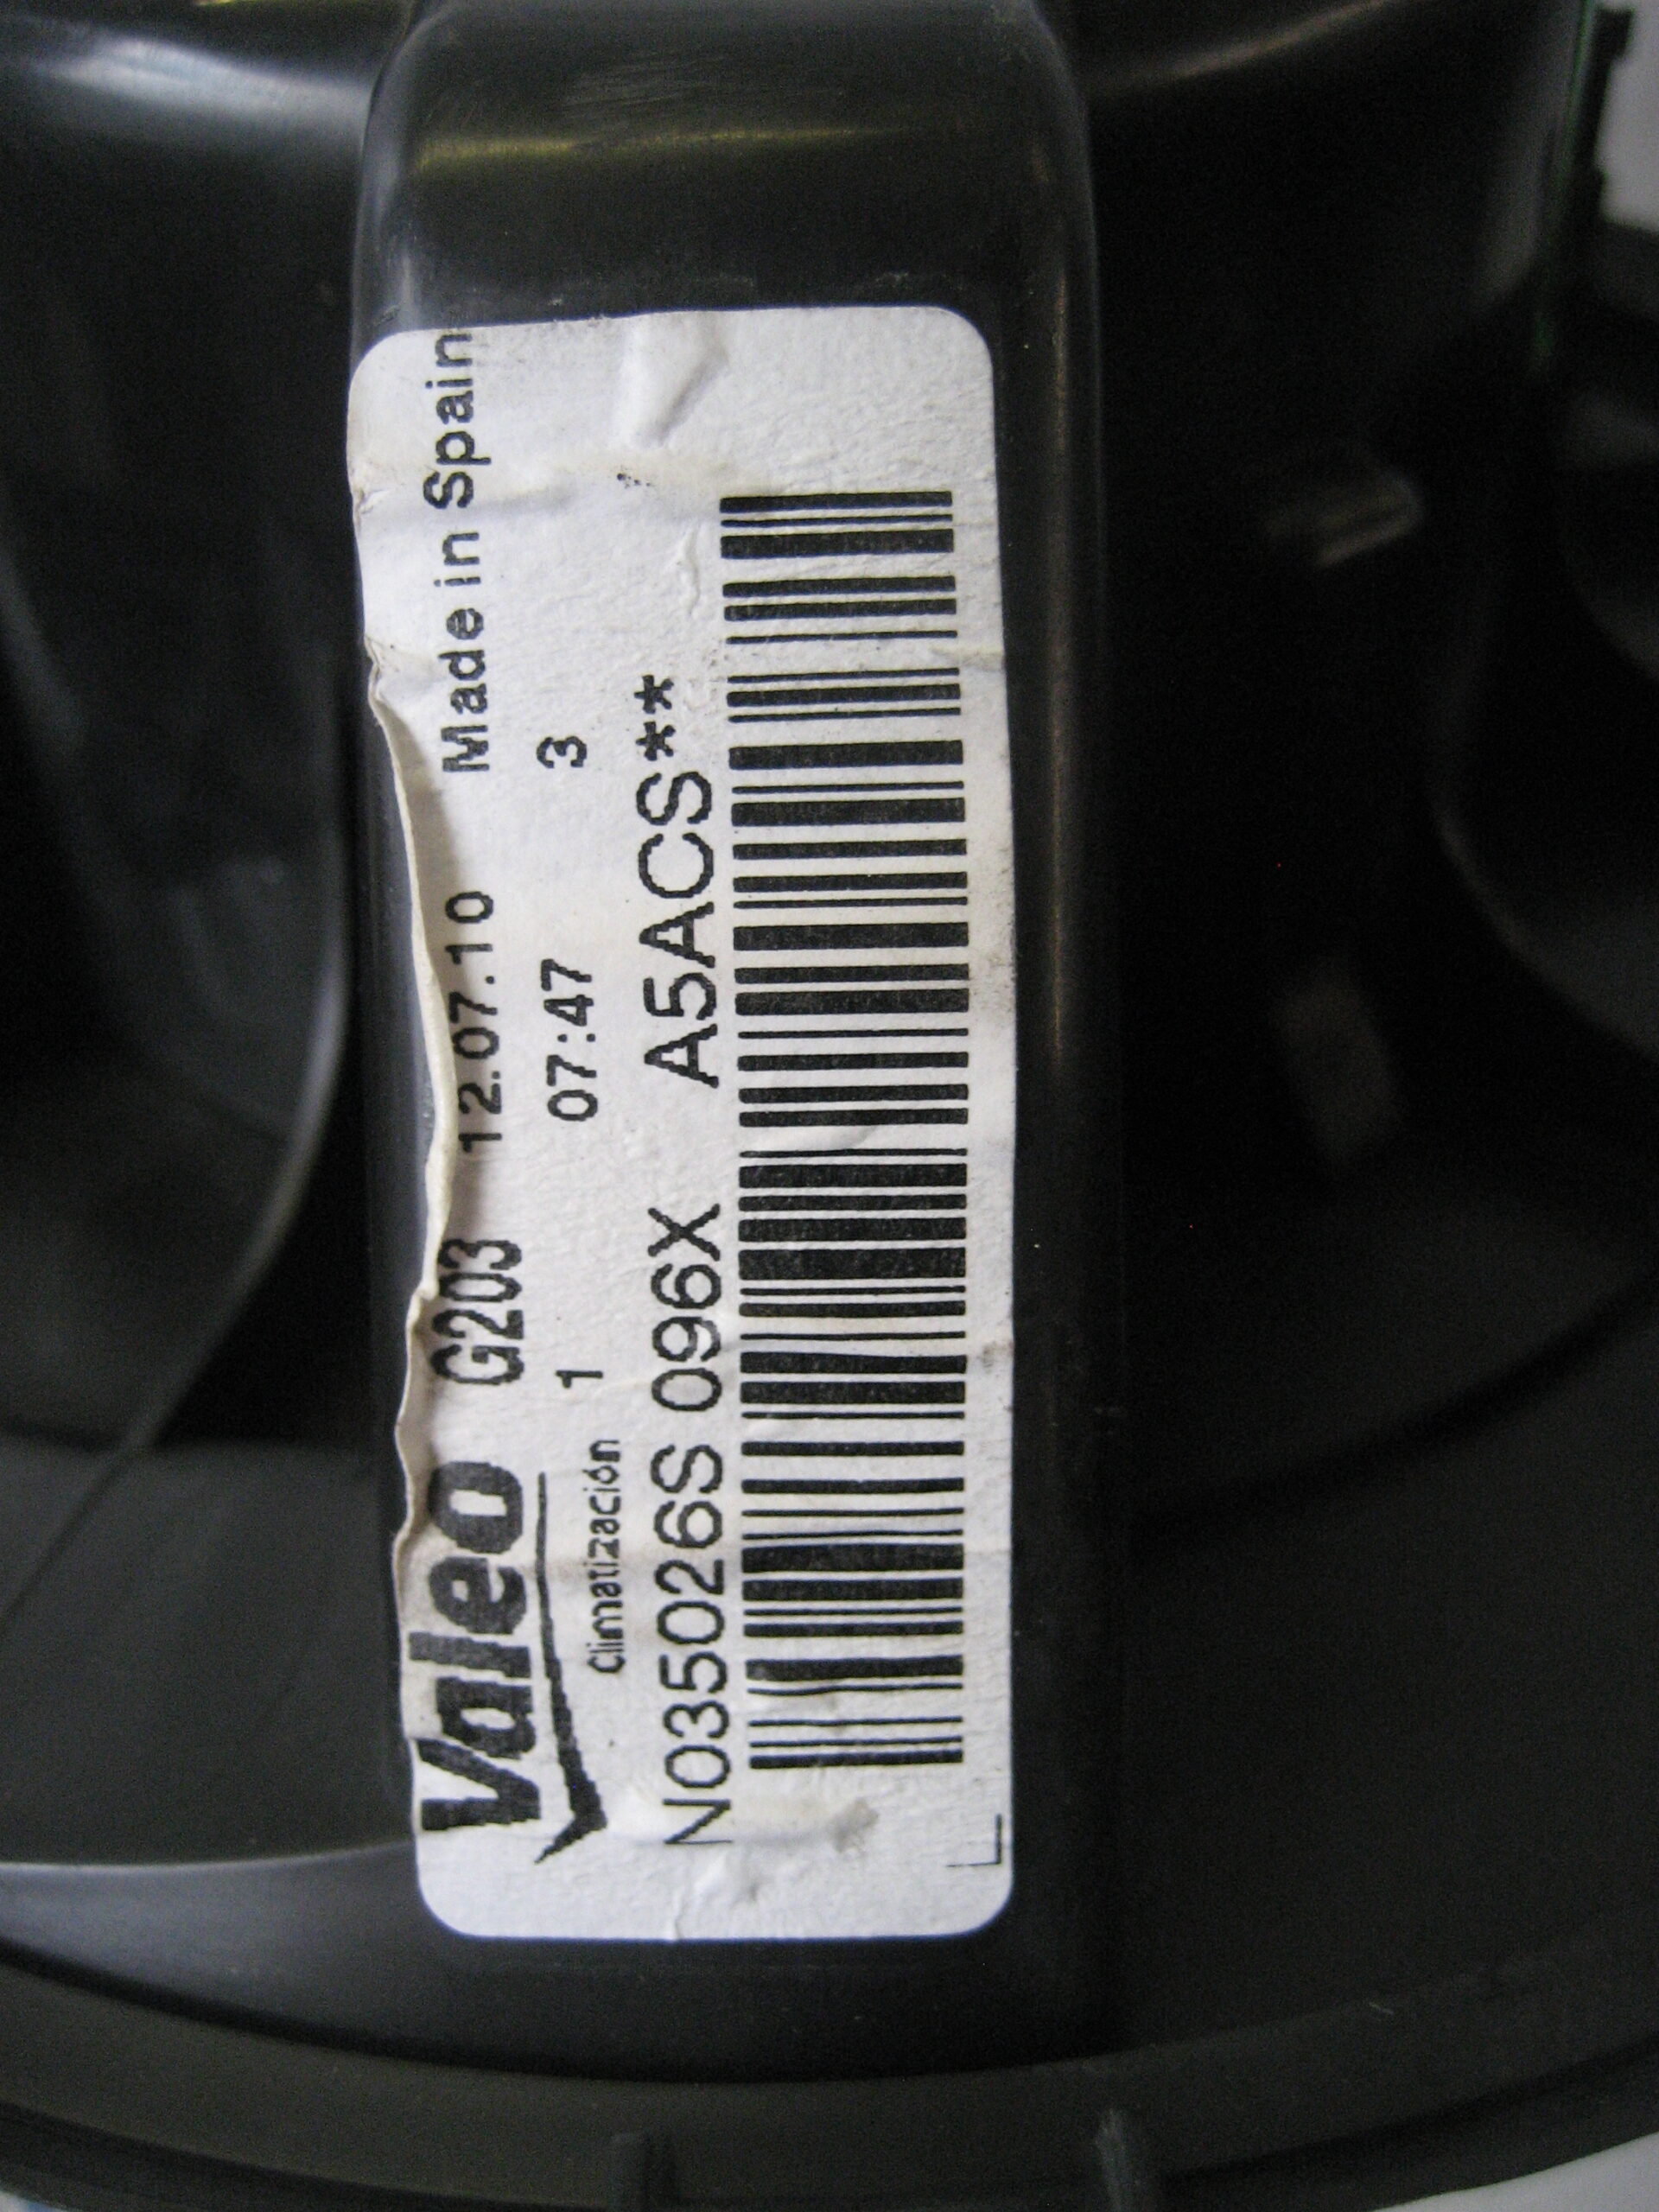 Valeo G203 12.07.10 Made in Spain
Climatización 1 07:47 3
N035026S 096X A5ACS**